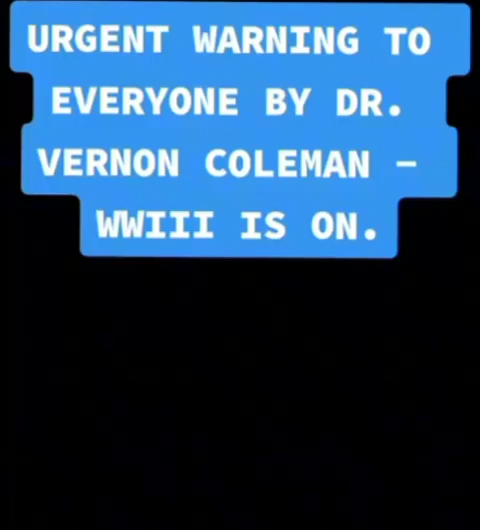 URGENT WARNING TO
EVERYONE BY DR.
VERNON COLEMAN -
WWIII IS ON.